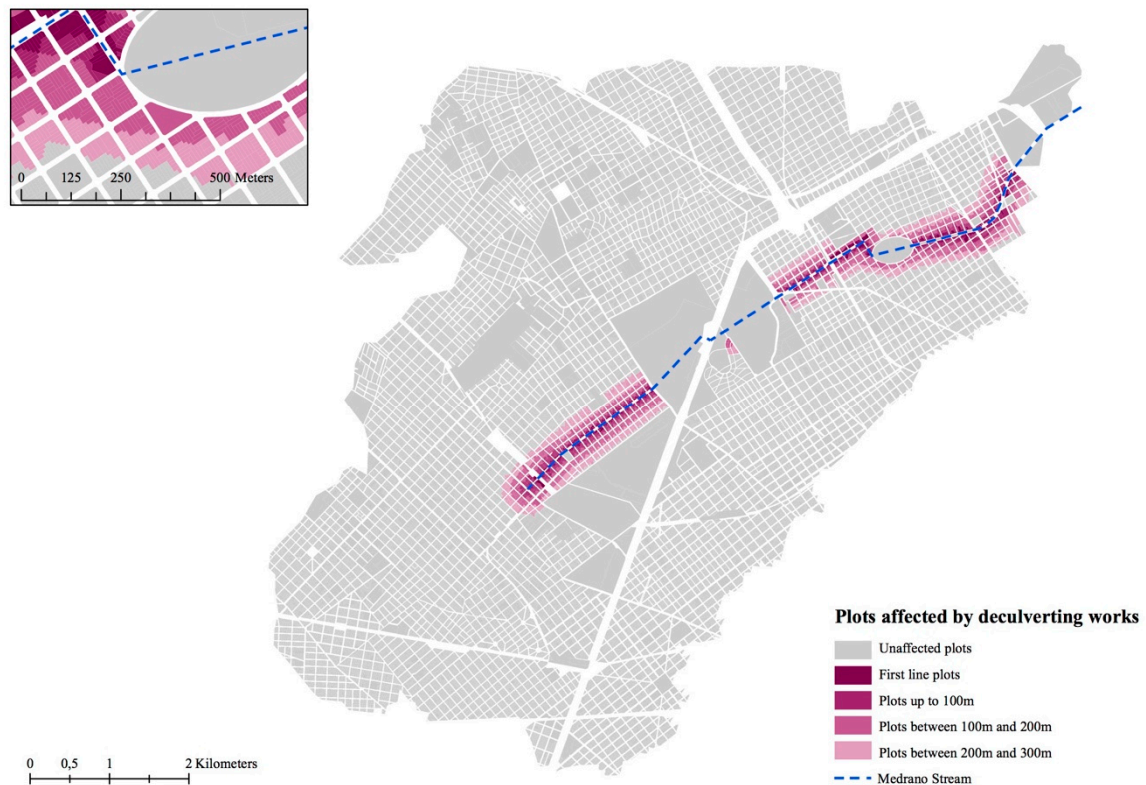 0 125 250 500 Meters
Plots affected by deculverting works
Unaffected plots
First line plots
Plots up to 100m
Plots between 100m and 200m
Plots between 200m and 300m
Medrano Stream
0 0,5 1 2 Kilometers